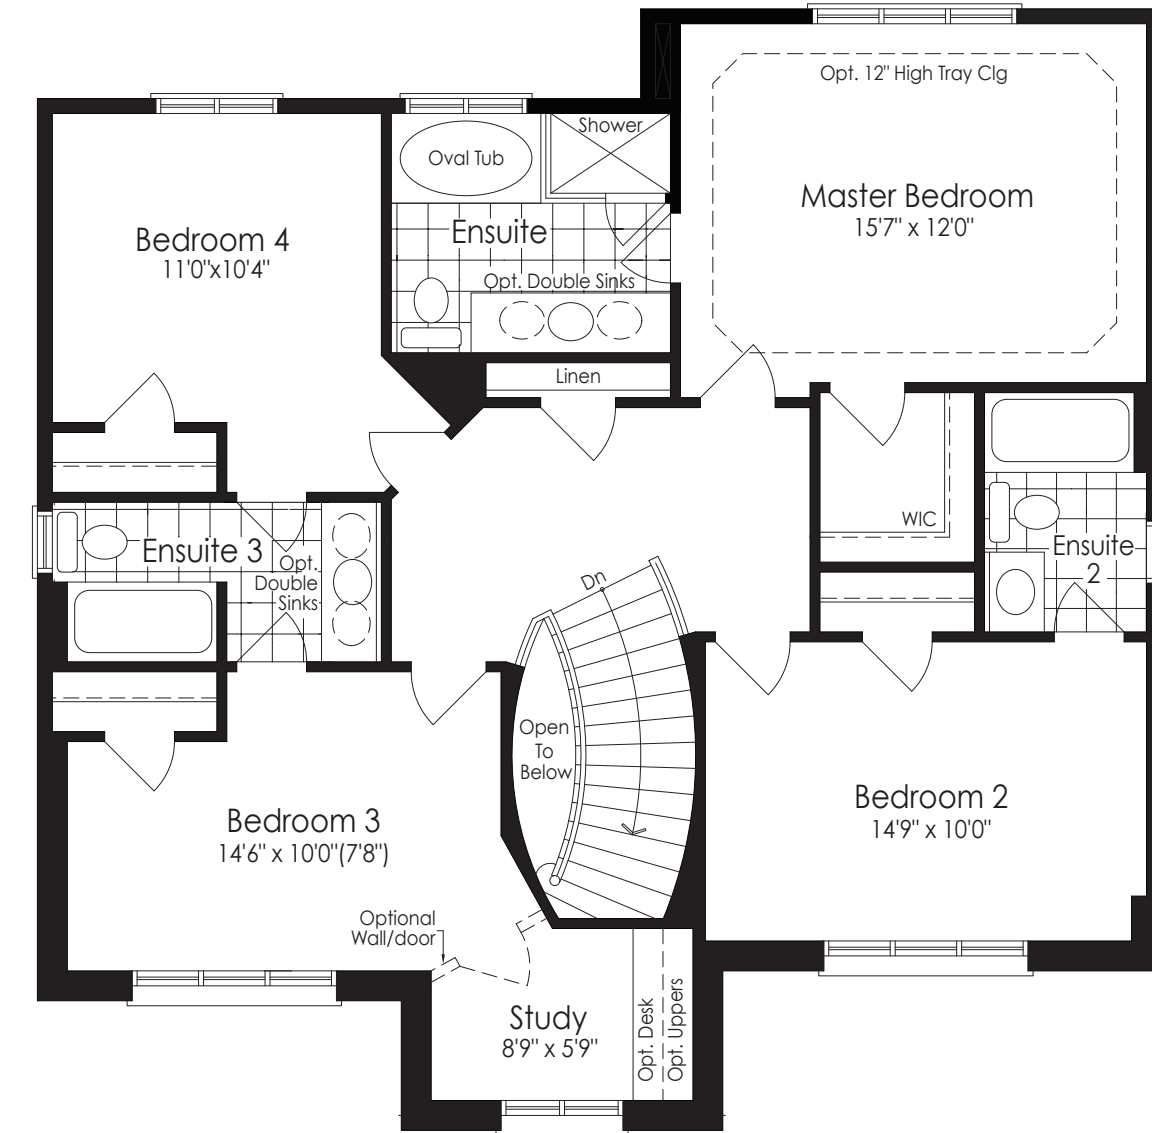 Opt. 12" High Tray Clg
Master Bedroom
15'7" x 12'0"
Shower
Oval Tub
Ensuite
Opt. Double Sinks
Bedroom 4
11'0"x10'4"
Linen
WIC
Ensuite
2
Ensuite 3
Opt.
Double
Sinks
Dn
Open
To
Below
Bedroom 2
14'9" x 10'0"
Bedroom 3
14'6" x 10'0"(7'8")
Optional
Wall/door
Study
8'9" x 5'9"
Opt. Desk
Opt. Uppers